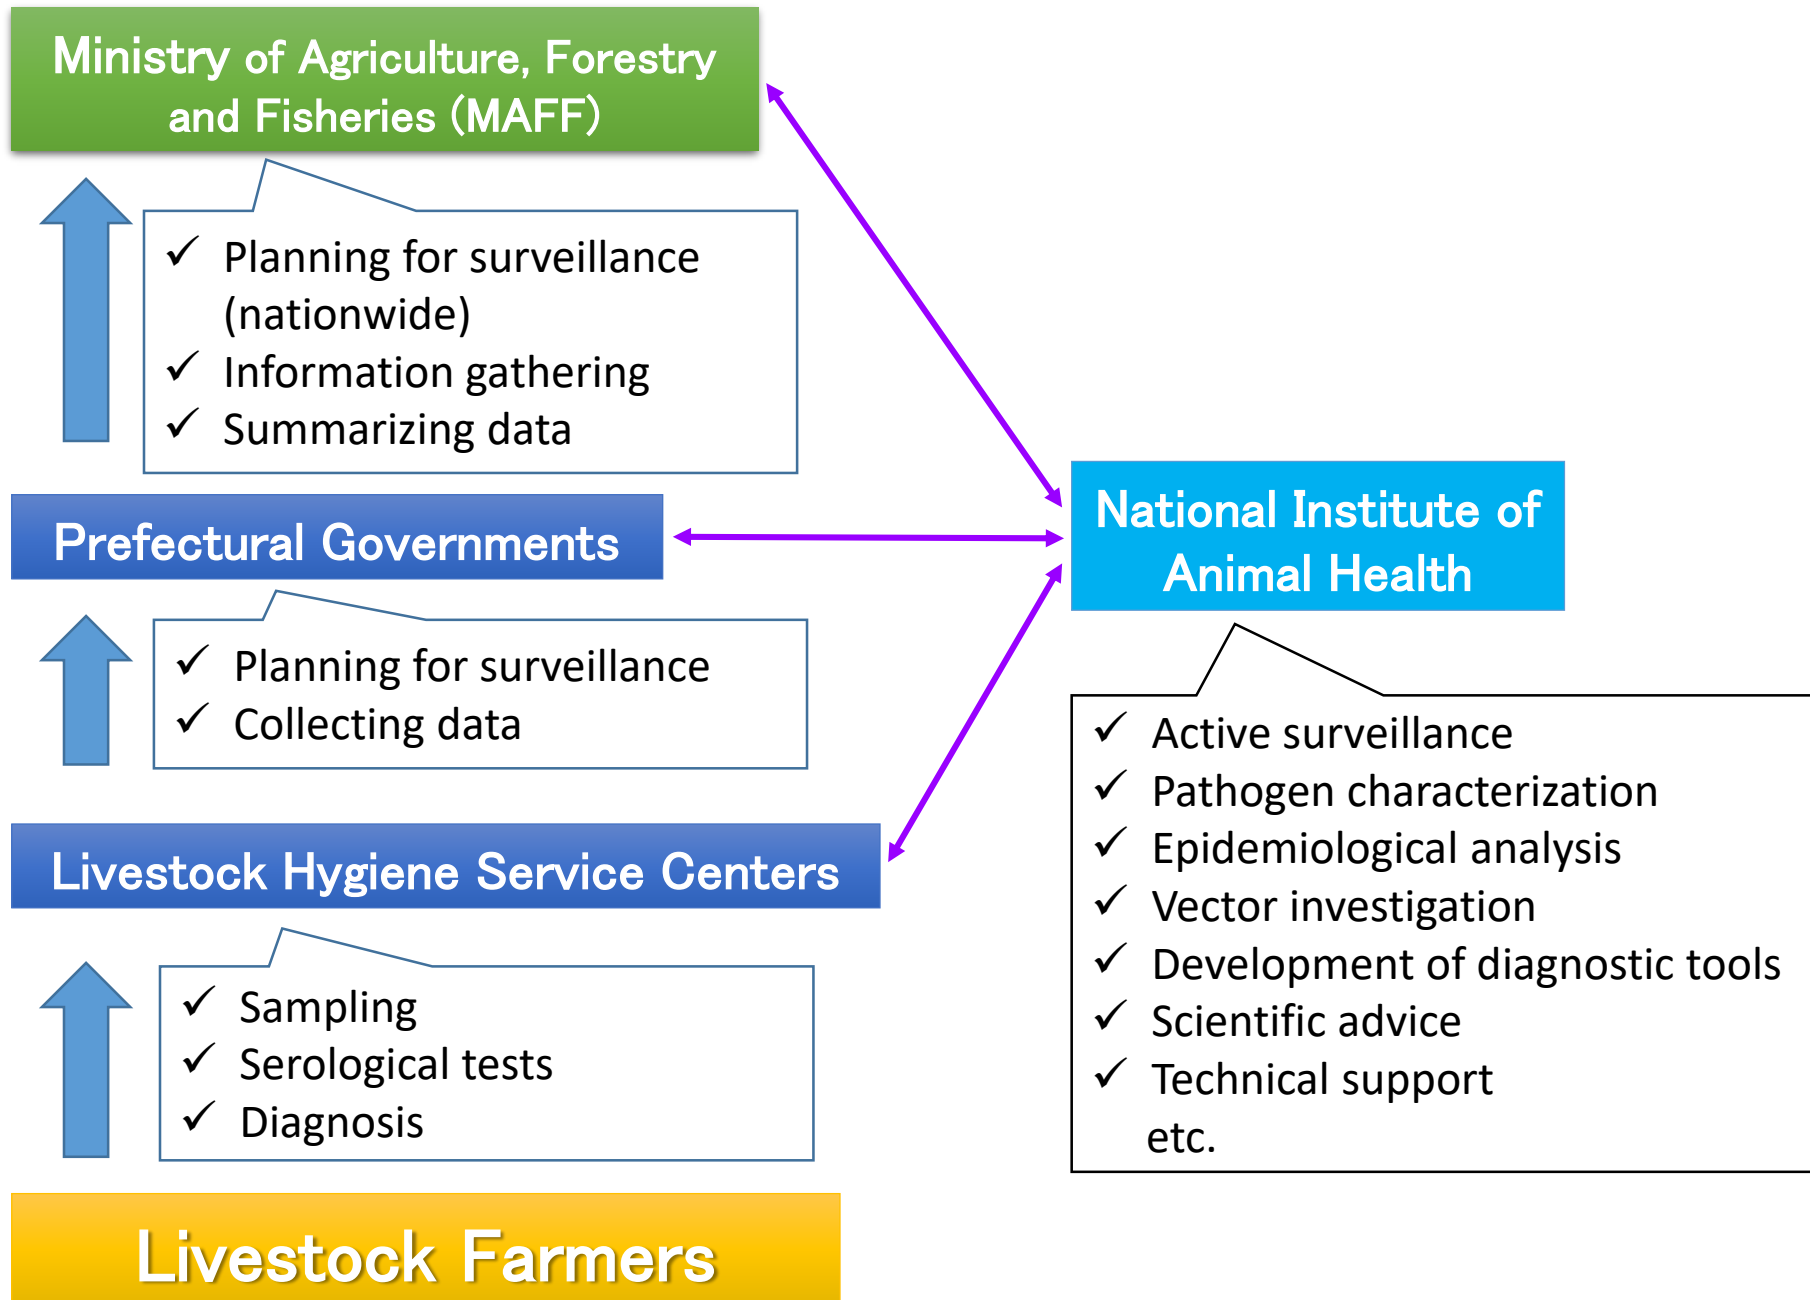 Ministry of Agriculture, Forestry
and Fisheries (MAFF)
✓ Planning for surveillance
(nationwide)
✓ Information gathering
✓ Summarizing data
Prefectural Governments
✓ Planning for surveillance
✓ Collecting data
Livestock Hygiene Service Centers
✓ Sampling
✓ Serological tests
✓ Diagnosis
Livestock Farmers
National Institute of
Animal Health
✓ Active surveillance
✓ Pathogen characterization
✓ Epidemiological analysis
✓ Vector investigation
✓ Development of diagnostic tools
✓ Scientific advice
✓ Technical support
etc.